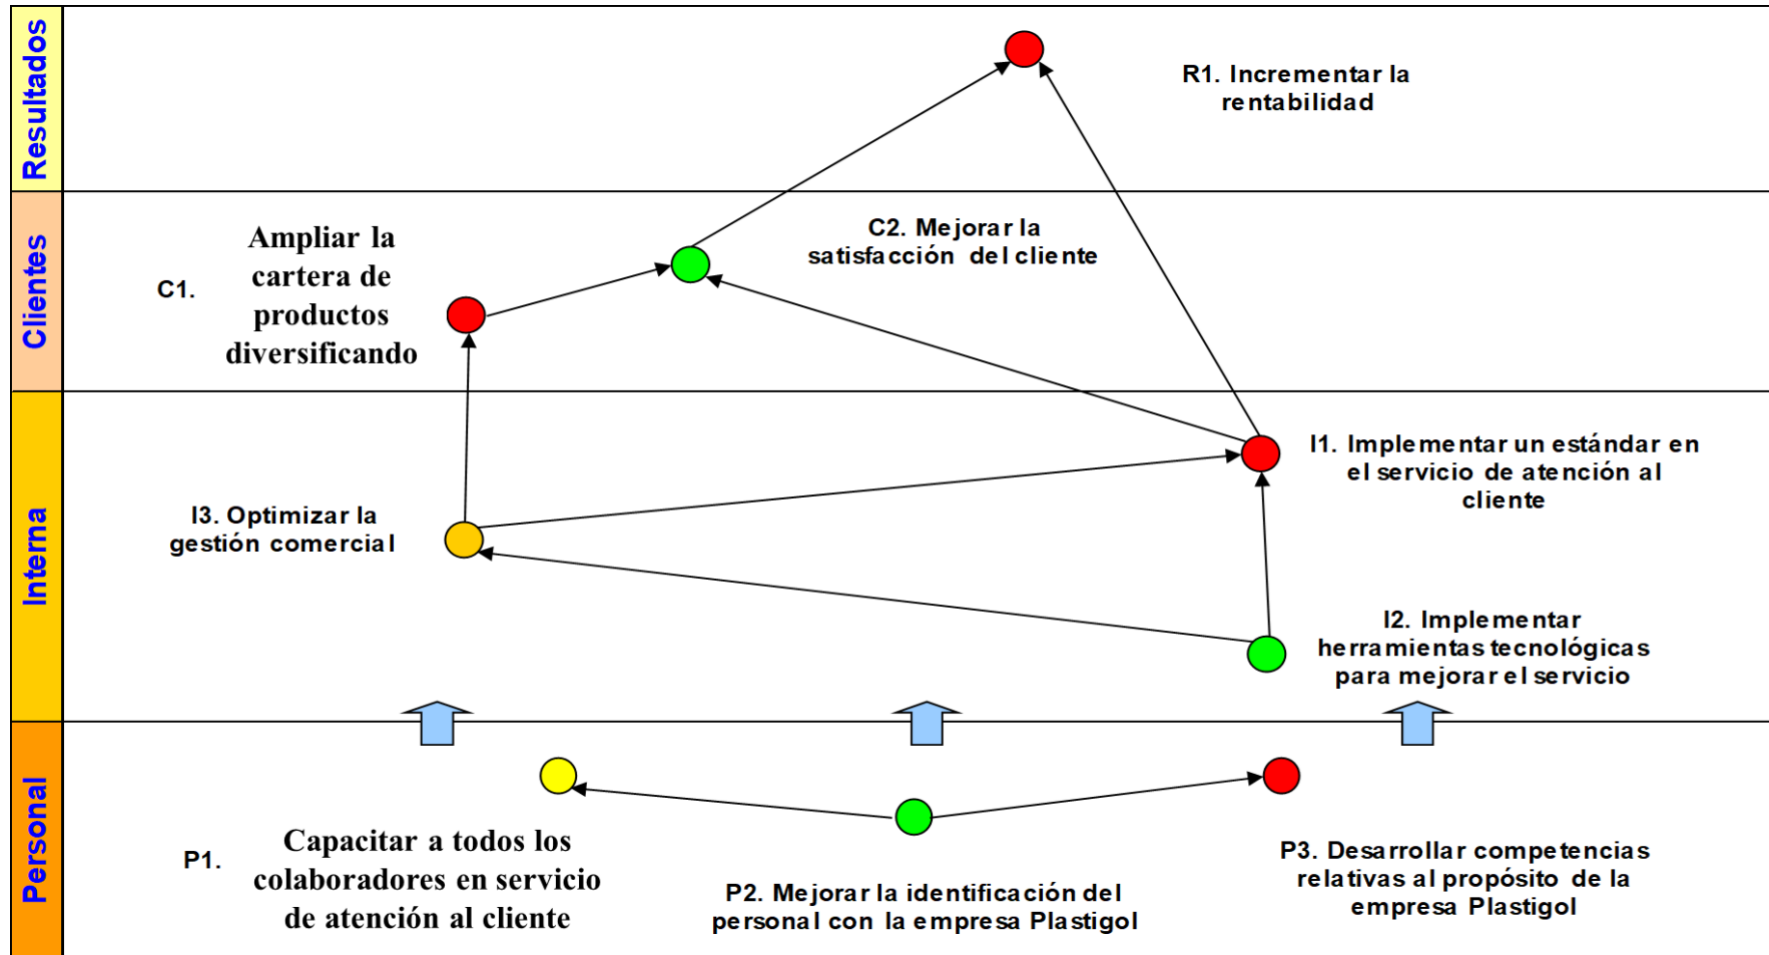 Resultados
R1. Incrementar la
rentabilidad
Clientes
C1.
Ampliar la
cartera de
productos
diversificando
C2. Mejorar la
satisfacción del cliente
Interna
I3. Optimizar la
gestión comercial
I1. Implementar un estándar en
el servicio de atención al
cliente
I2. Implementar
herramientas tecnológicas
para mejorar el servicio
Personal
P1.
Capacitar a todos los
colaboradores en servicio
de atención al cliente
P2. Mejorar la identificación del
personal con la empresa Plastigol
P3. Desarrollar competencias
relativas al propósito de la
empresa Plastigol